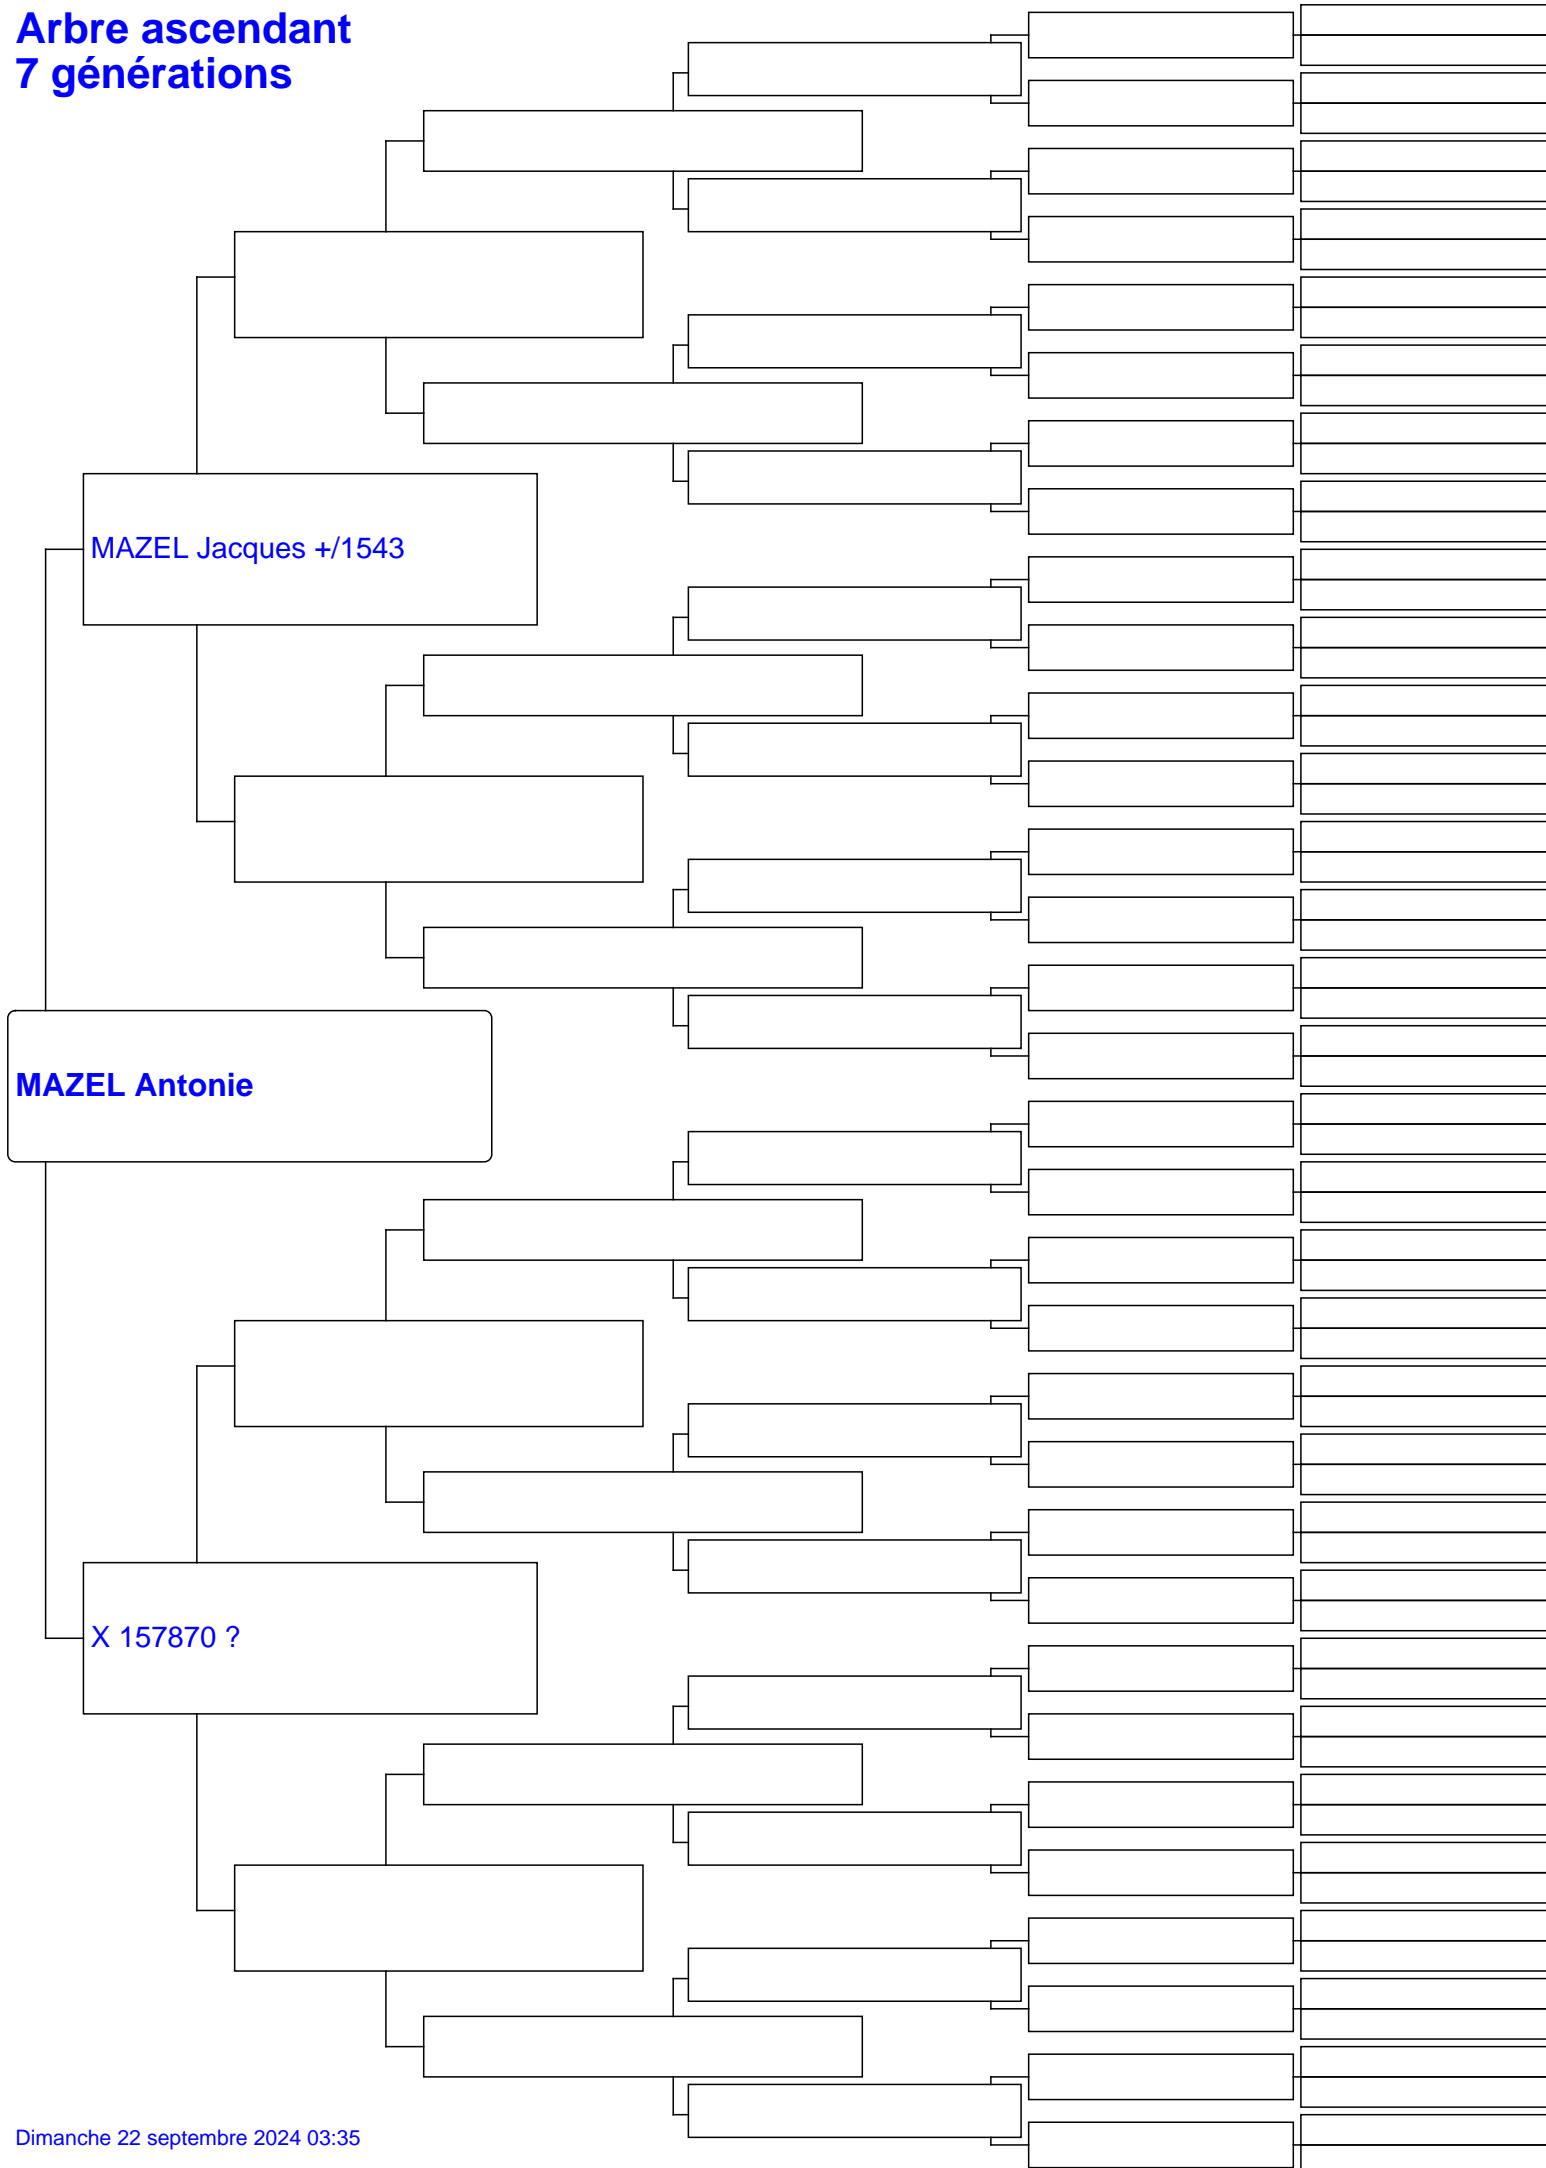 Arbre ascendant
7 générations
MAZEL Jacques +/1543
MAZEL Antonie
X 157870 ?
Dimanche 22 septembre 2024 03:35